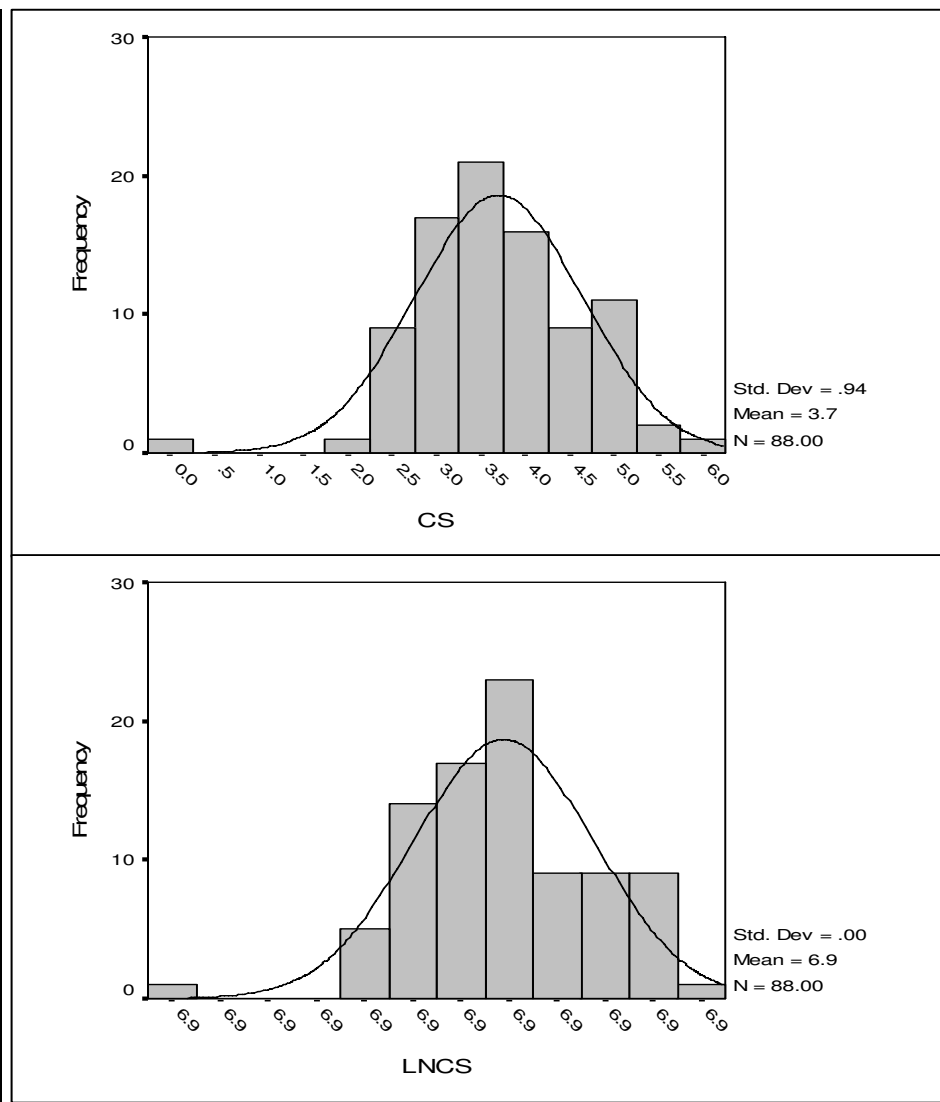 30
20
10
0
Frequency
0.0 .5 1.0 1.5 2.0 2.5 3.0 3.5 4.0 4.5 5.0 5.5 6.0
CS
Std. Dev = .94
Mean = 3.7
N = 88.00
30
20
10
0
Frequency
6.9 6.9 6.9 6.9 6.9 6.9 6.9 6.9 6.9 6.9 6.9 6.9
LNCS
Std. Dev = .00
Mean = 6.9
N = 88.00